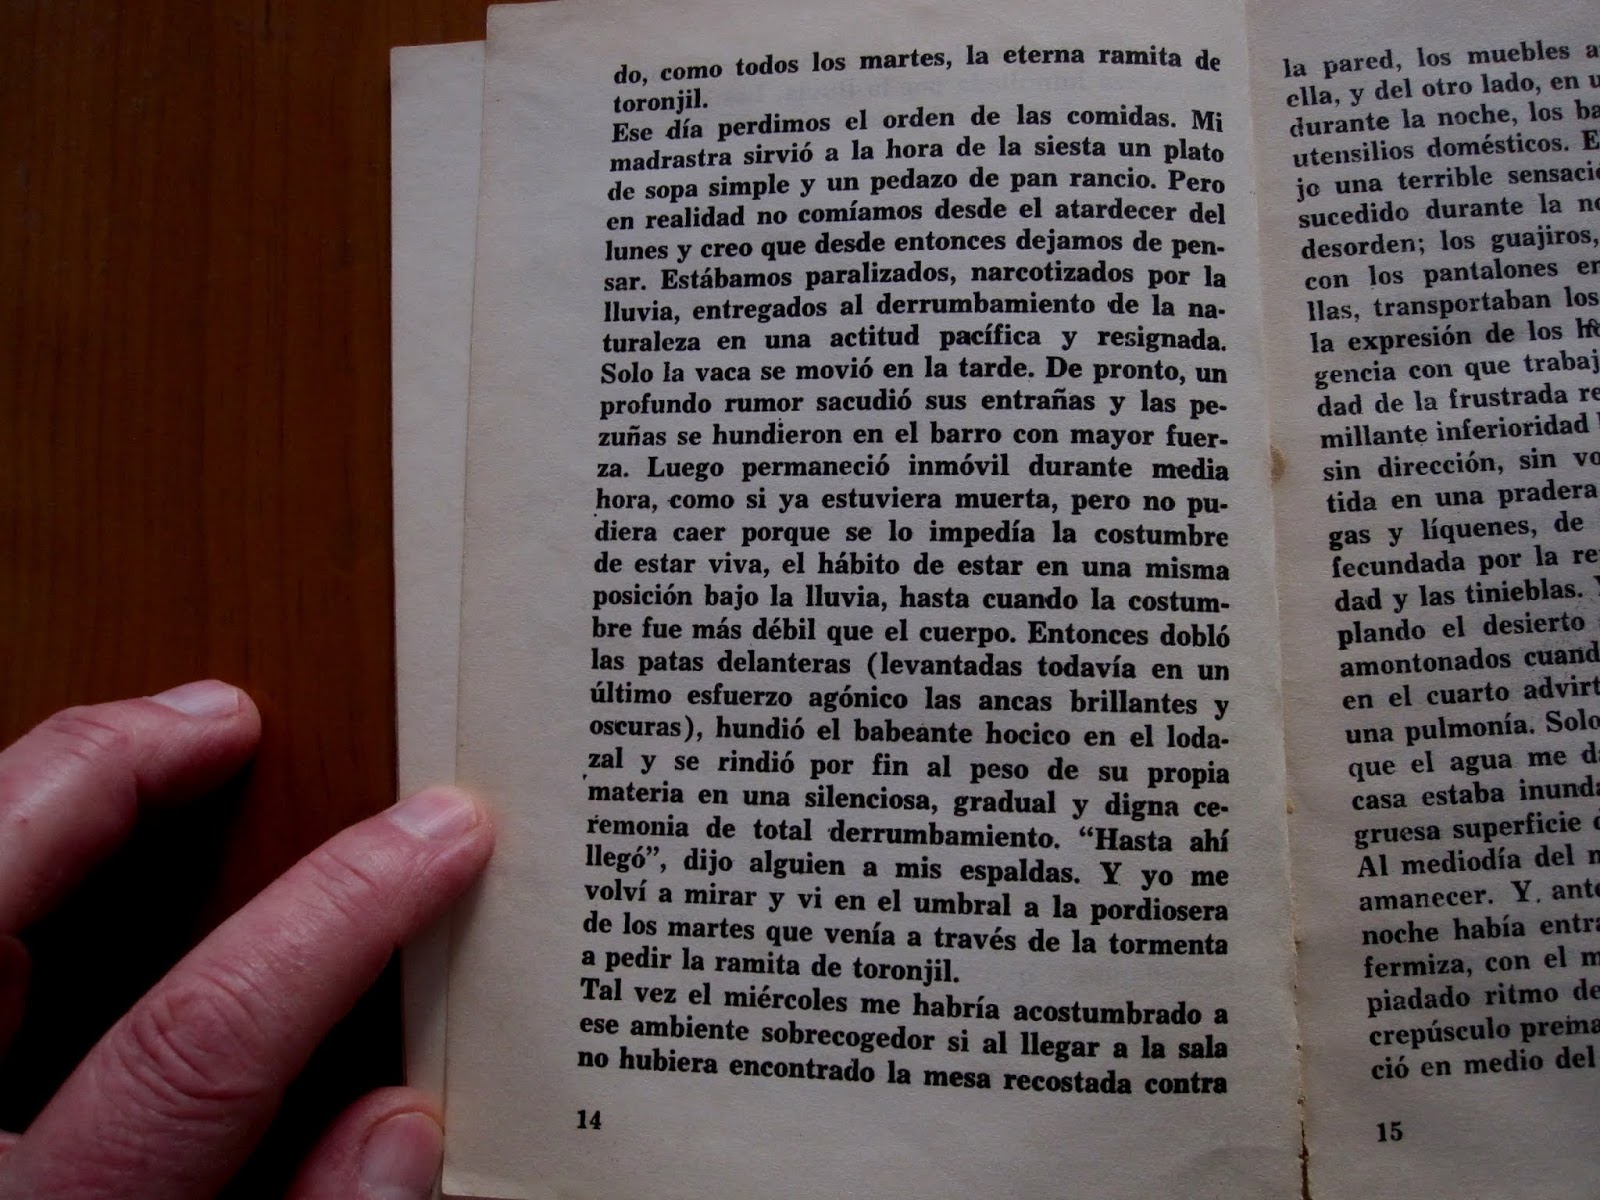 do, como todos los martes, la eterna ramita de
toronjil.
Ese día perdimos el orden de las comidas. Mi
madrastra sirvió a la hora de la siesta un plato
de sopa simple y un pedazo de pan rancio. Pero
en realidad no comíamos desde el atardecer del
lunes y creo que desde entonces dejamos de pen-
sar. Estábamos paralizados, narcotizados por la
lluvia, entregados al derrumbamiento de la na-
turaleza en una actitud pacífica y resignada.
Solo la vaca se movió en la tarde. De pronto, un
profundo rumor sacudió sus entrañas y las pe-
zuñas se hundieron en el barro con mayor fuer-
za. Luego permaneció inmóvil durante media
hora, como si ya estuviera muerta, pero no pu-
diera caer porque se lo impedía la costumbre
de estar viva, el hábito de estar en una misma
posición bajo la lluvia, hasta cuando la costum-
bre fue más débil que el cuerpo. Entonces dobló
las patas delanteras (levantadas todavía en un
último esfuerzo agónico las ancas brillantes y
oscuras), hundió el babeante hocico en el loda-
zal y se rindió por fin al peso de su propia
materia en una silenciosa, gradual y digna ce-
remonia de total derrumbamiento. “Hasta ahí
llegó”, dijo alguien a mis espaldas. Y yo me
volví a mirar y vi en el umbral a la pordiosera
de los martes que venía a través de la tormenta
a pedir la ramita de toronjil.
Tal vez el miércoles me habría acostumbrado a
ese ambiente sobrecogedor si al llegar a la sala
no hubiera encontrado la mesa recostada contra
14
la pared, los muebles
ella, y del otro lado, en
durante la noche, los
utensilios domésticos.
jo una terrible
sucedido durante la
desorden; los guajiros,
con los pantalones
llas, transportaban los
la expresión de los
gencia con que
dad de la frustrada
millante inferioridad
sin dirección, sin
tida en una pradera
gas y líquenes, de
fecundada por la
dad y las tinieblas.
plando el desierto
amontonados
en el cuarto
una pulmonía. Solo
que el agua me
casa estaba
gruesa superficie
Al mediodía del
amanecer. Y
noche había
fermiza, con el
piadado ritmo de
crepúsculo
ció en medio del
15